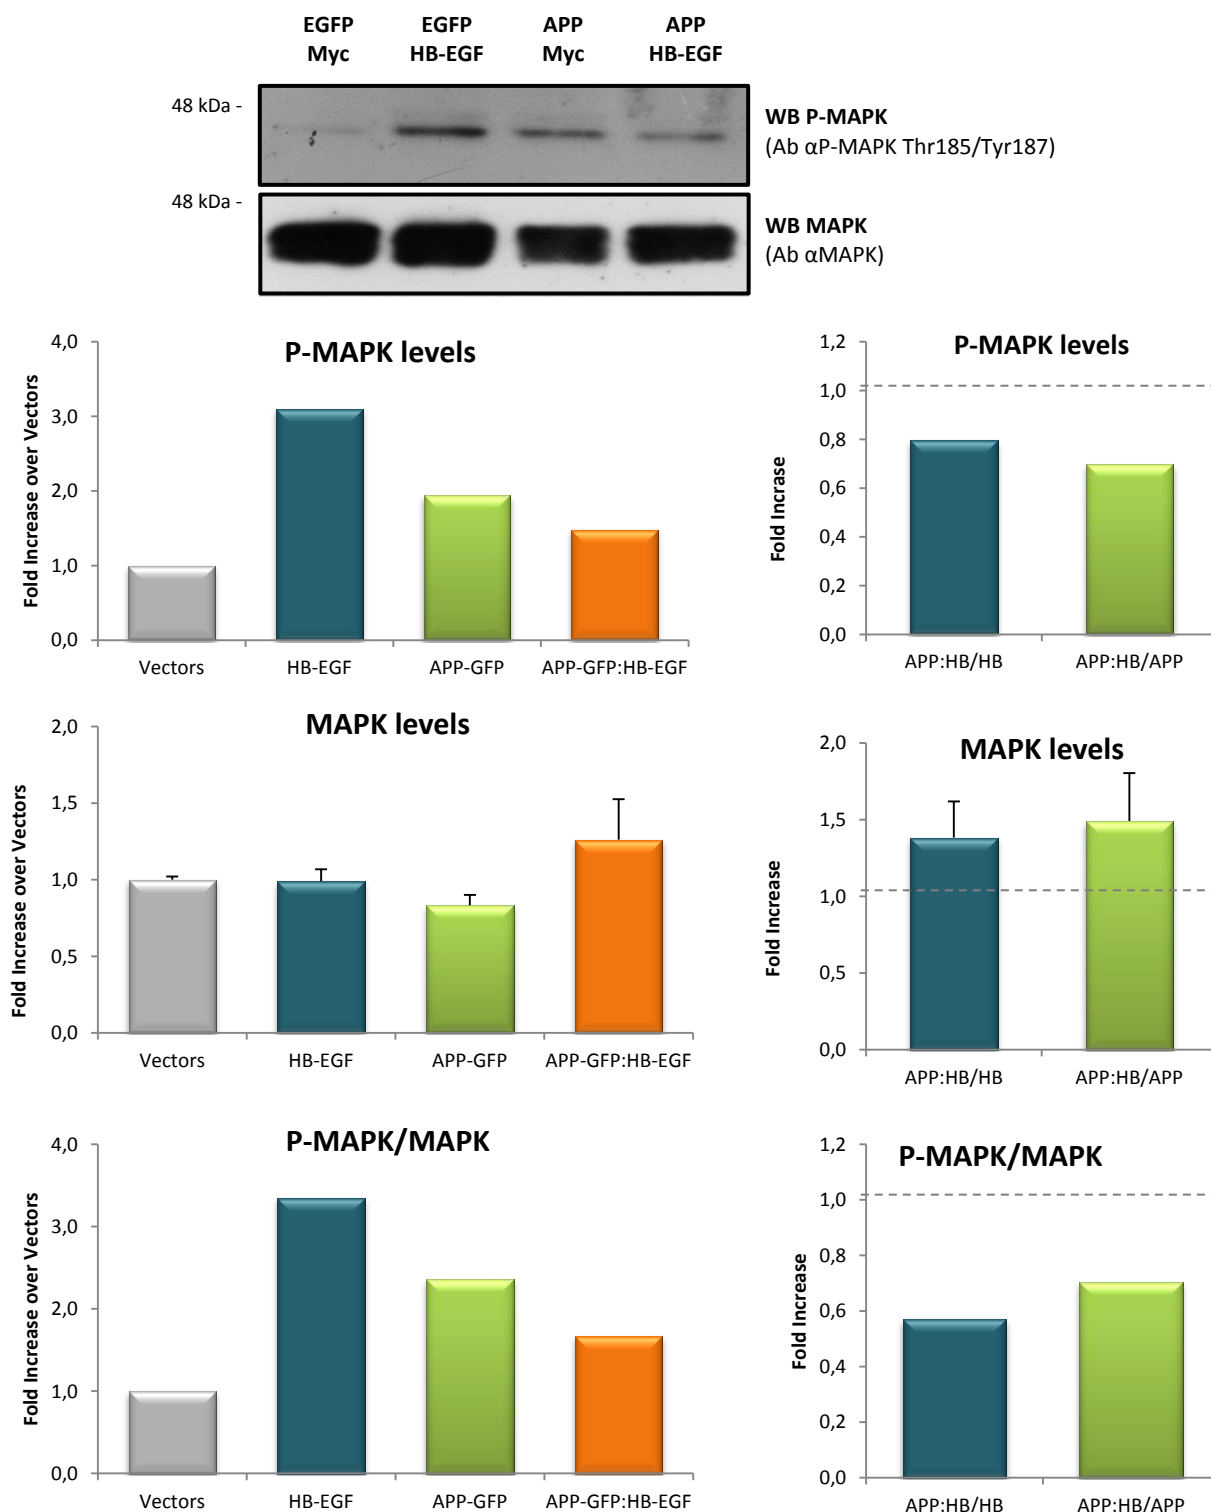 EGFP EGFP APP APP
Myc HB-EGF Myc HB-EGF
48 kDa -
WB P-MAPK
(Ab αP-MAPK Thr185/Tyr187)
48 kDa -
WB MAPK
(Ab αMAPK)
P-MAPK levels
Fold Increase over Vectors
4,0
3,0
2,0
1,0
0,0
Vectors HB-EGF APP-GFP APP-GFP:HB-EGF
P-MAPK levels
Fold Incrase
1,2
1,0
0,8
0,6
0,4
0,2
0,0
APP:HB/HB APP:HB/APP
MAPK levels
Fold Increase over Vectors
2,0
1,5
1,0
0,5
0,0
Vectors HB-EGF APP-GFP APP-GFP:HB-EGF
MAPK levels
Fold Increase
2,0
1,5
1,0
0,5
0,0
APP:HB/HB APP:HB/APP
P-MAPK/MAPK
Fold Increase over Vectors
4,0
3,0
2,0
1,0
0,0
Vectors HB-EGF APP-GFP APP-GFP:HB-EGF
P-MAPK/MAPK
Fold Increase
1,2
1,0
0,8
0,6
0,4
0,2
0,0
APP:HB/HB APP:HB/APP